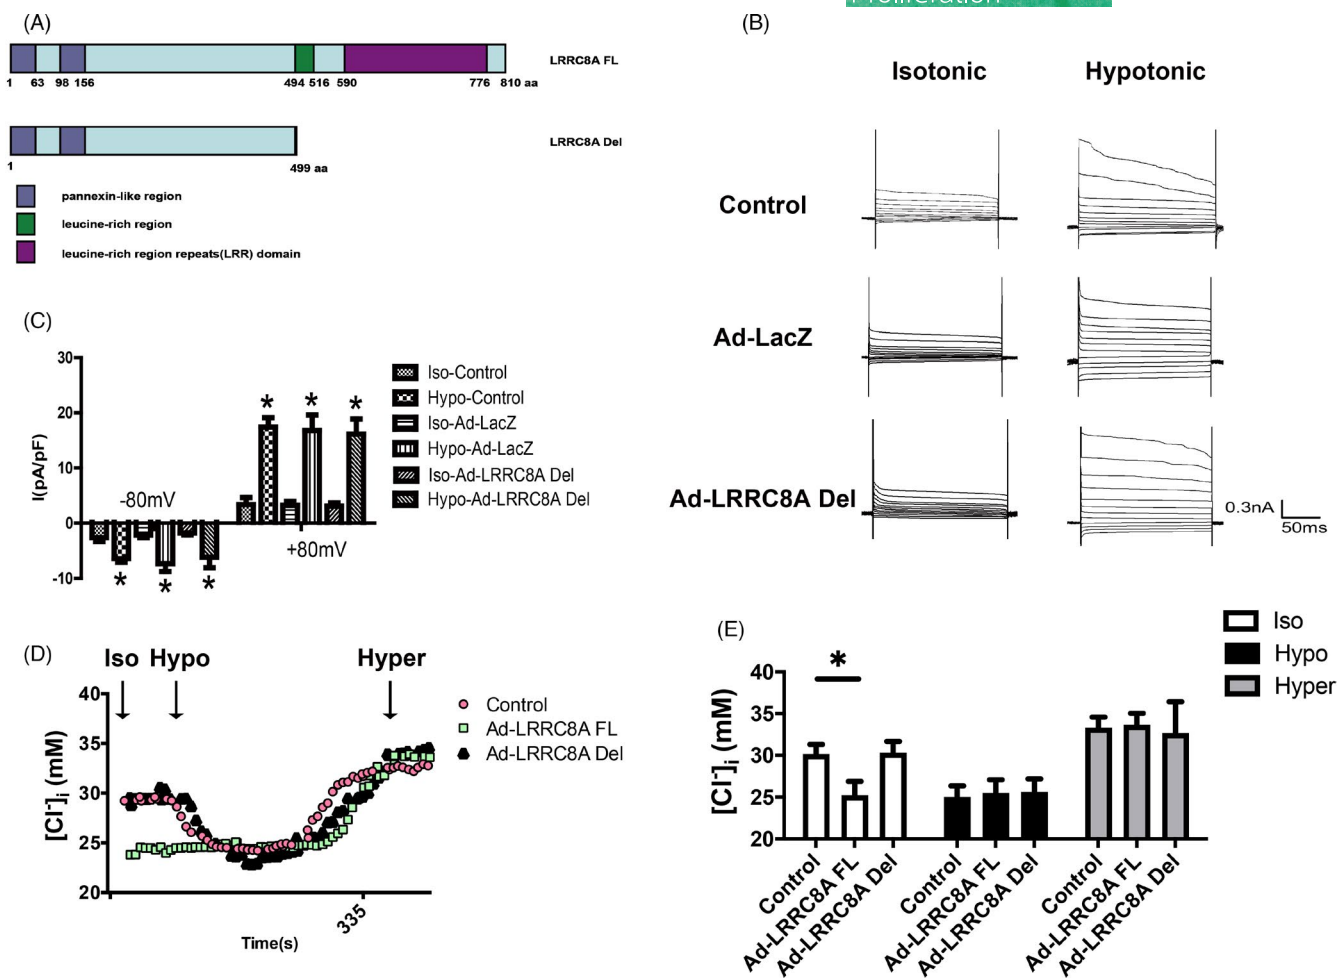 Proliferation
(A)
LRRC8A FL
1 63 98 156 494 516 590 776 810 aa
LRRC8A Del
1 499 aa
pannexin-like region
leucine-rich region
leucine-rich region repeats(LRR) domain
(B)
Isotonic Hypotonic
Control
Ad-LacZ
Ad-LRRC8A Del
0.3nA
50ms
(C)
30
20
10
0
-10
I(pA/pF)
-80mV
+80mV
* * *
* * *
Iso-Control
Hypo-Control
Iso-Ad-LacZ
Hypo-Ad-LacZ
Iso-Ad-LRRC8A Del
Hypo-Ad-LRRC8A Del
(D)
Iso Hypo Hyper
40
35
30
25
20
[Cl-]i (mM)
335
Time(s)
Control
Ad-LRRC8A FL
Ad-LRRC8A Del
(E)
Iso
Hypo
Hyper
*
40
35
30
25
20
[Cl-]i (mM)
Control
Ad-LRRC8A FL
Ad-LRRC8A Del
Control
Ad-LRRC8A FL
Ad-LRRC8A Del
Control
Ad-LRRC8A FL
Ad-LRRC8A Del